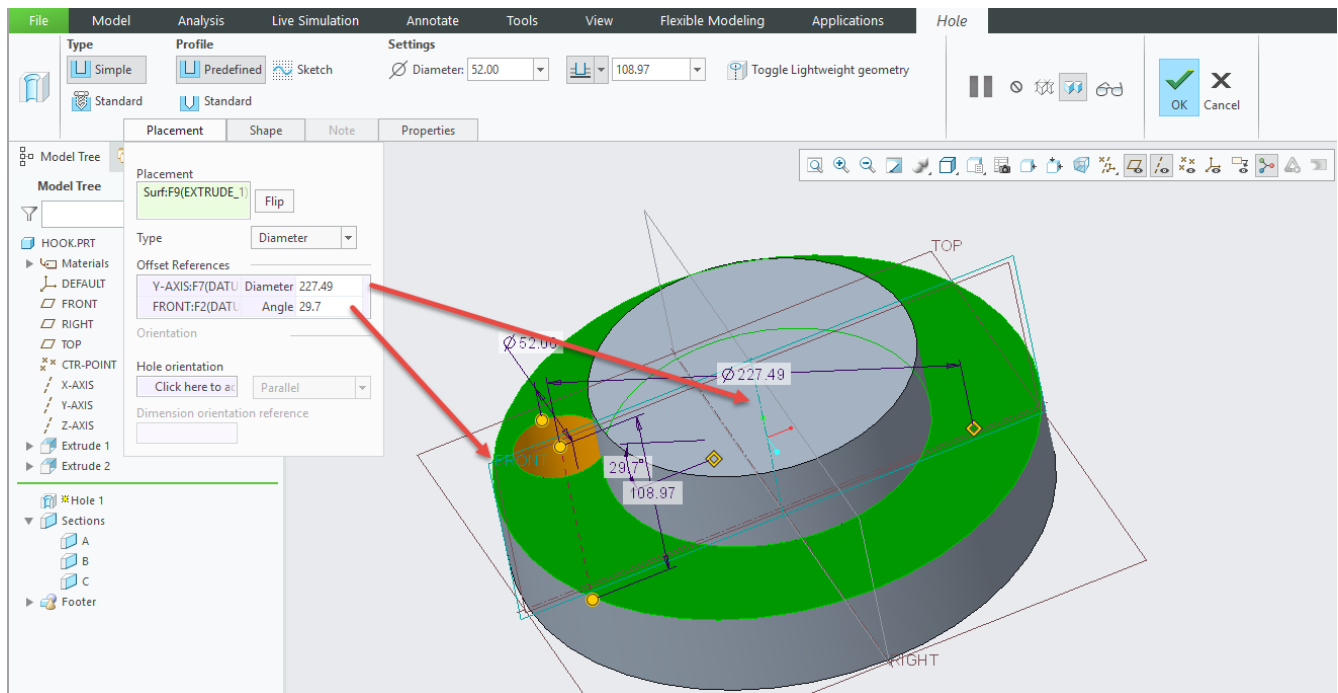 File Model Analysis Live Simulation Annotate Tools View Flexible Modeling Applications Hole
Type Profile Settings
Simple Predefined Sketch Diameter: 52.00 108.97 Toggle Lightweight geometry
Standard Standard
OK Cancel
Placement Shape Note Properties
Model Tree
Model Tree
HOOK.PRT
Materials
DEFAULT
FRONT
RIGHT
TOP
CTR-POINT
X-AXIS
Y-AXIS
Z-AXIS
Extrude 1
Extrude 2
Hole 1
Sections
A
B
C
Footer
Placement
Surf:F9(EXTRUDE_1) Flip
Type Diameter
Offset References
Y-AXIS:F7(DATU Diameter 227.49
FRONT:F2(DATU Angle 29.7
Orientation
Hole orientation
Click here to ac Parallel
Dimension orientation reference
TOP
Ø52.00
Ø227.49
FRONT
29.7°
108.97
RIGHT